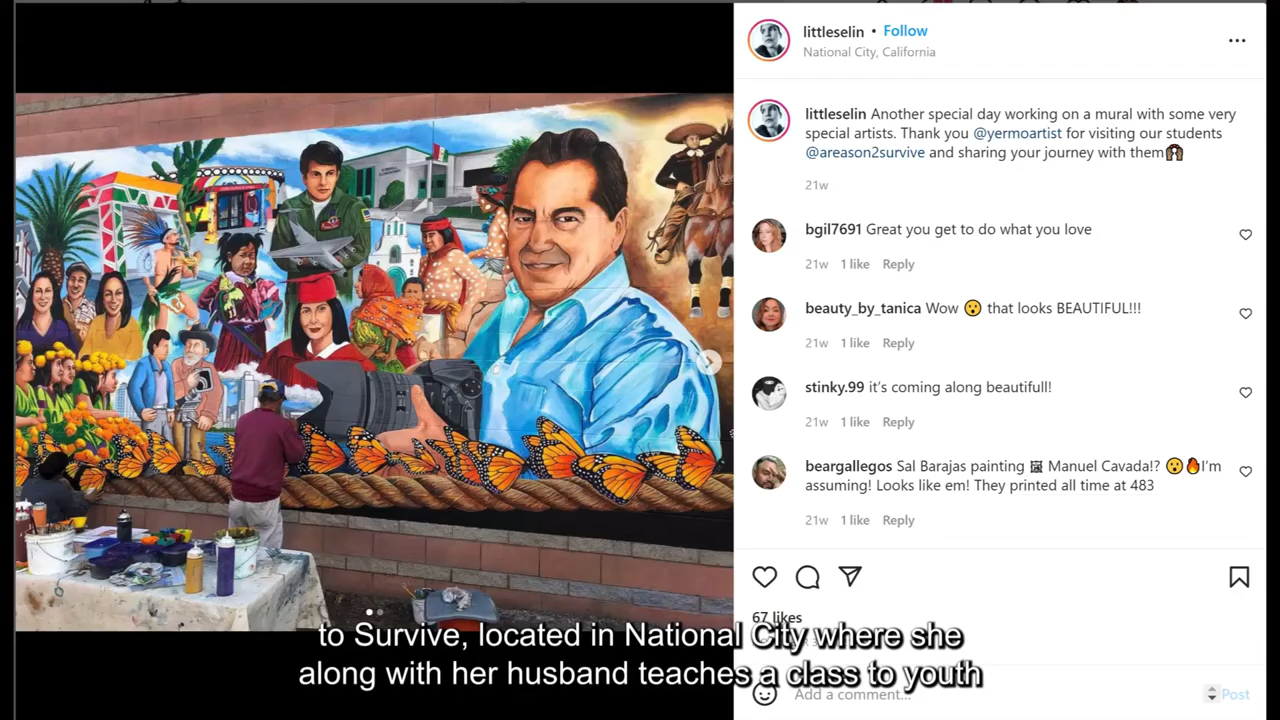 littleselin • Follow
National City, California
littleselin Another special day working on a mural with some very
special artists. Thank you @yermoartist for visiting our students
@areason2survive and sharing your journey with them
21w
bgil7691 Great you get to do what you love
21w 1 like Reply
beauty_by_tanica Wow 😮 that looks BEAUTIFUL!!!
21w 1 like Reply
stinky.99 it's coming along beautifull!
21w 1 like Reply
beargallegos Sal Barajas painting 🖼 Manuel Cavada!? 😮🔥I'm
assuming! Looks like em! They printed all time at 483
21w 1 like Reply
67 likes
to Survive, located in National City where she
along with her husband teaches a class to youth
Add a comment... Post